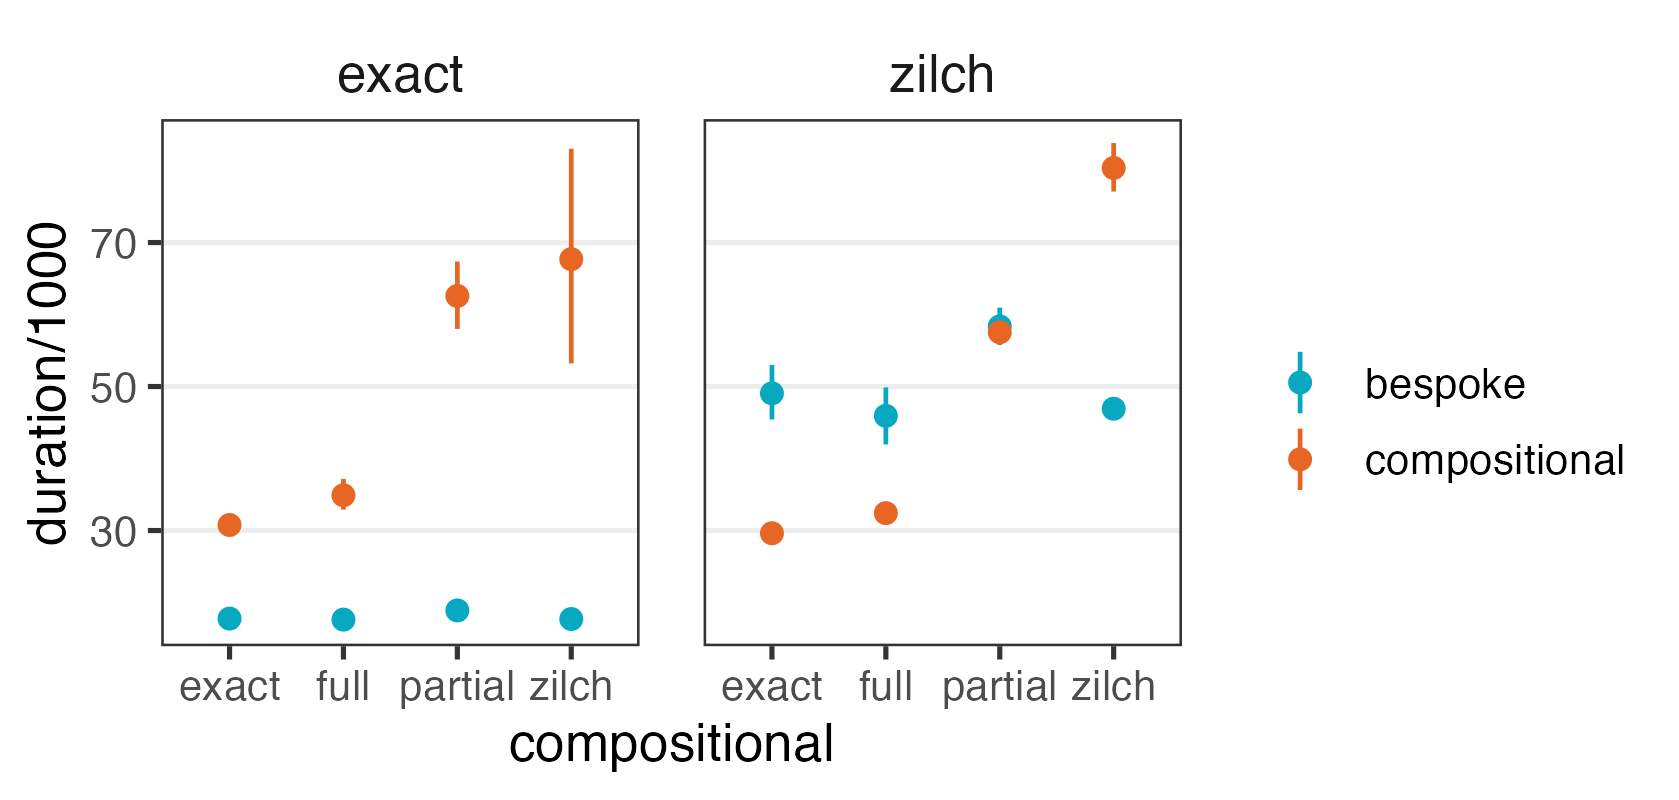 exact
zilch
duration/1000
70
50
30
exact full partial zilch
exact full partial zilch
compositional
bespoke
compositional